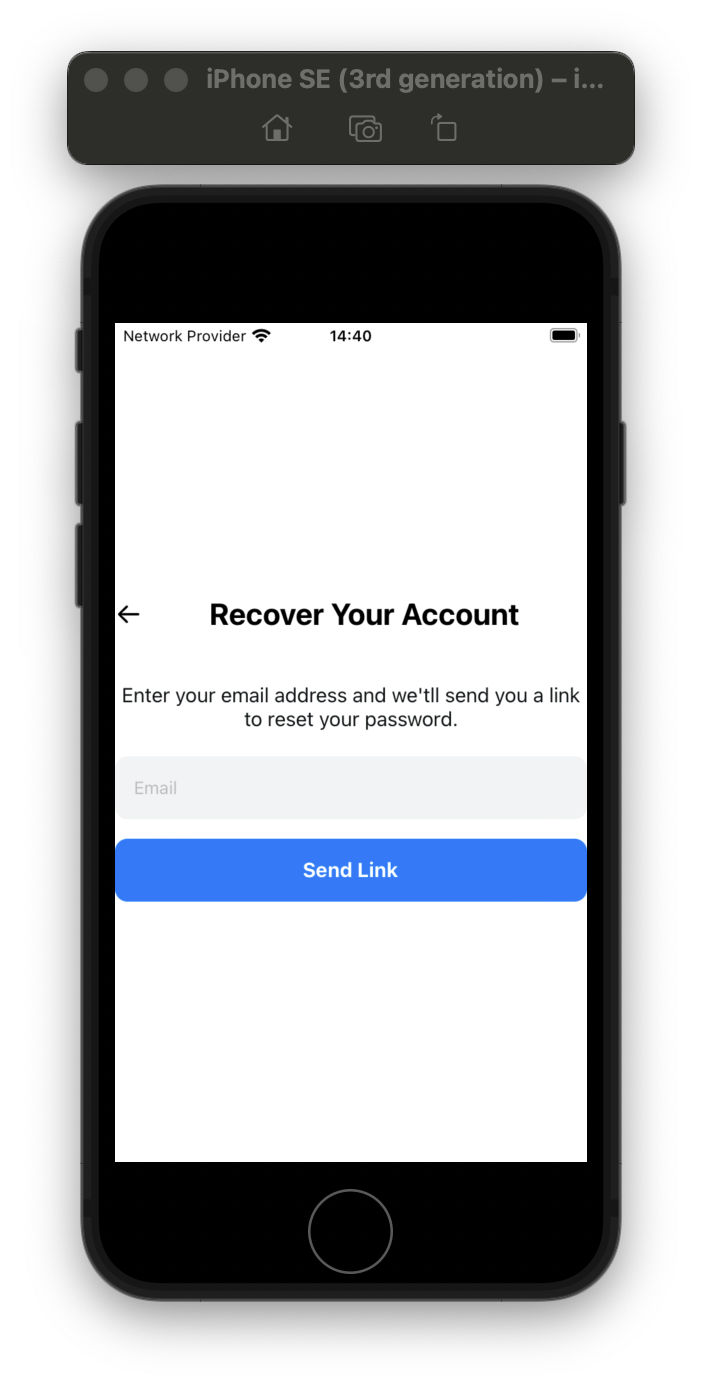 iPhone SE (3rd generation) – i...
Network Provider 14:40
Recover Your Account
Enter your email address and we'tll send you a link
to reset your password.
Email
Send Link